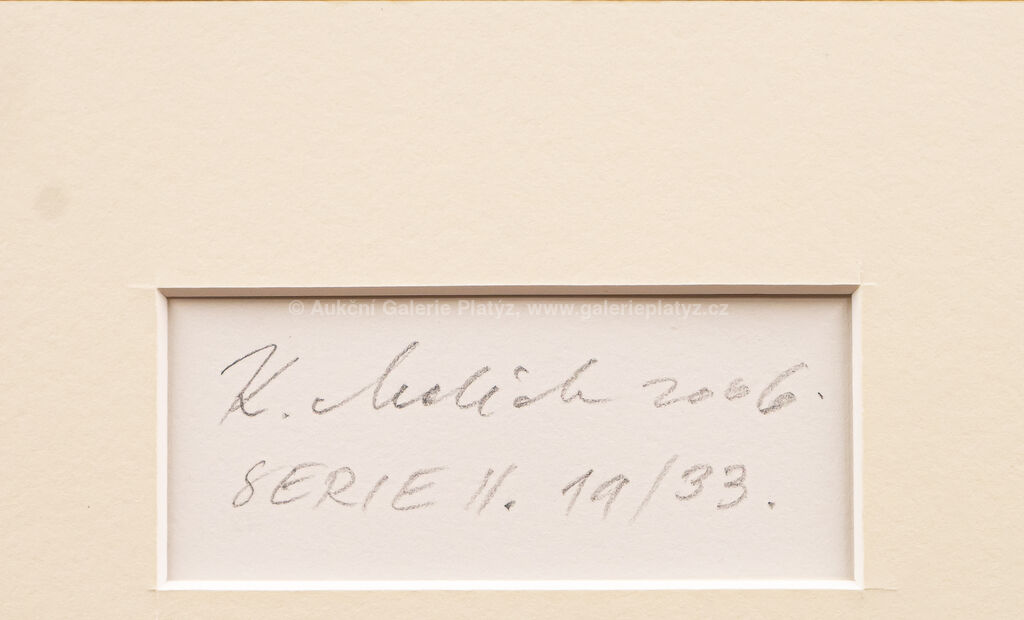 © Aukční Galerie Platýz, www.galerieplatyz.cz
K. Malich 2006.
SERIE II. 19/33.